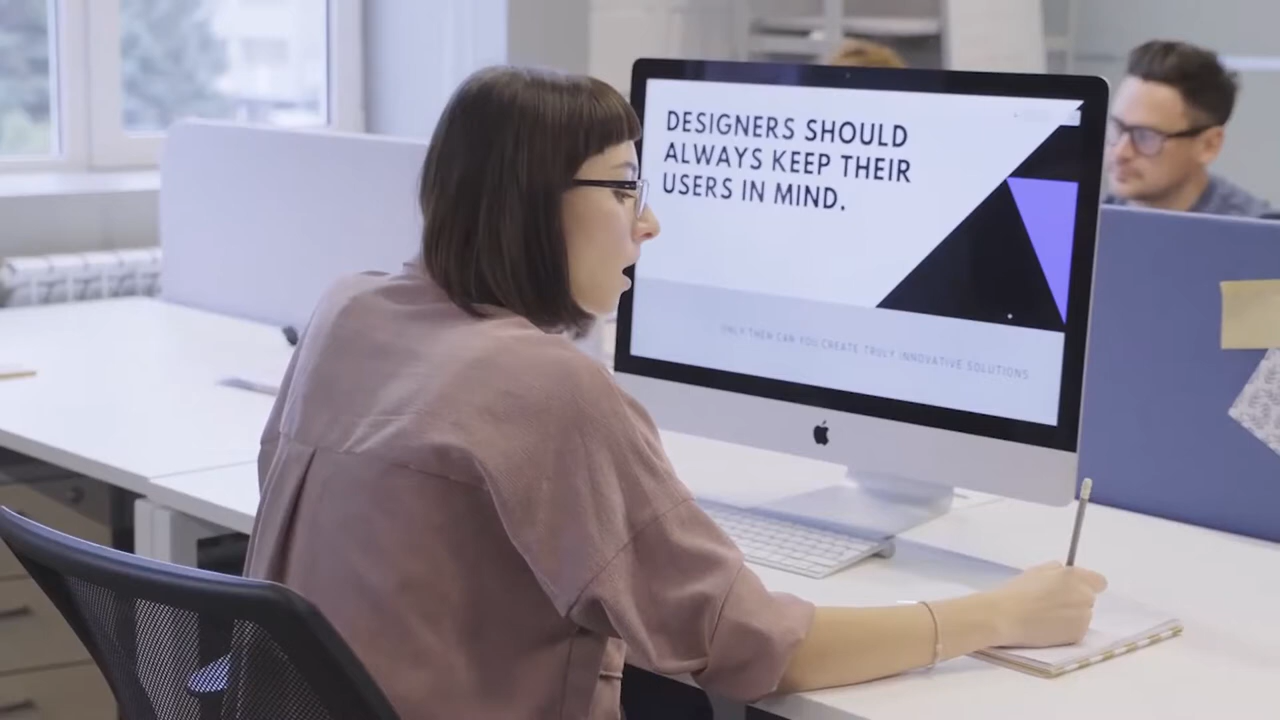 DESIGNERS SHOULD
ALWAYS KEEP THEIR
USERS IN MIND.
ONLY THEN CAN YOU CREATE TRULY INNOVATIVE SOLUTIONS